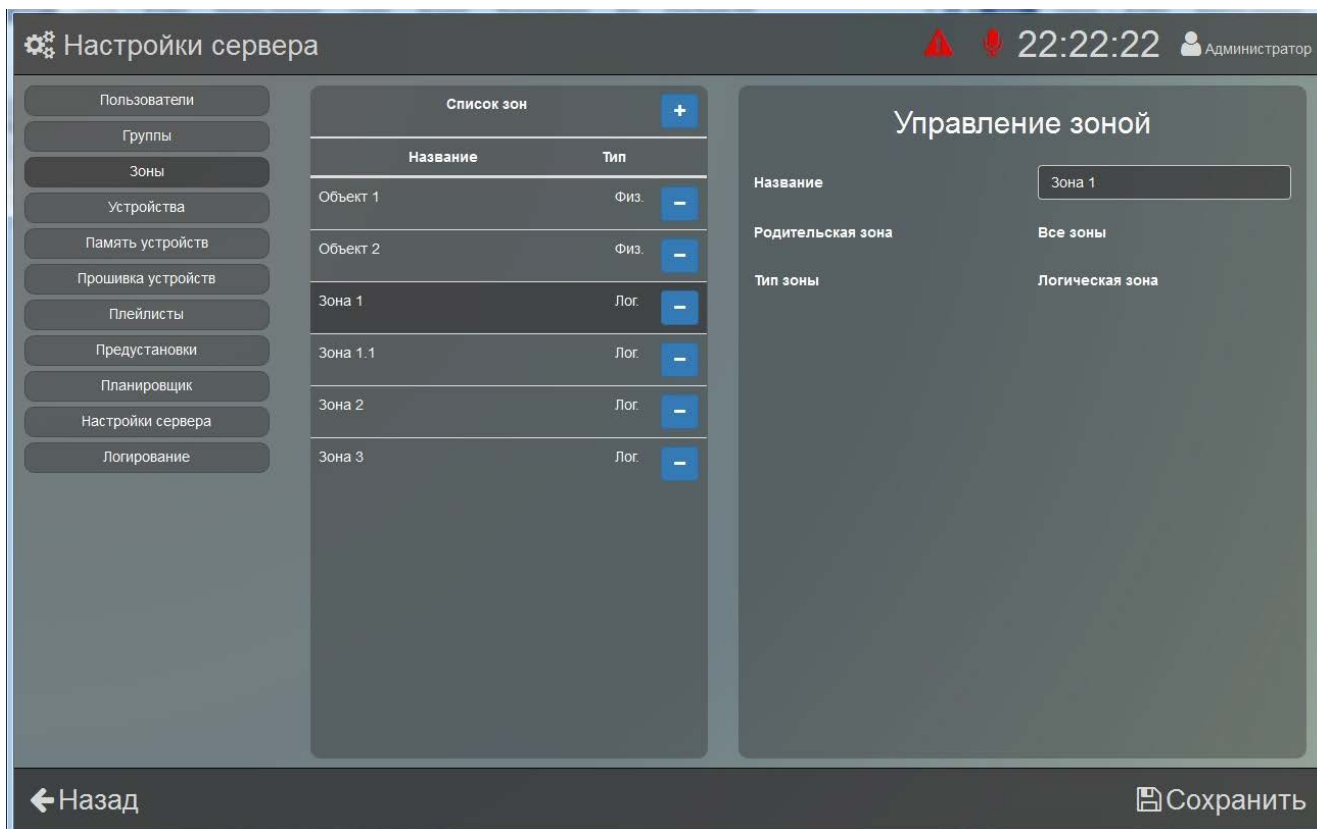 Настройки сервера
22:22:22 Администратор
Пользователи
Группы
Зоны
Устройства
Память устройств
Прошивка устройств
Плейлисты
Предустановки
Планировщик
Настройки сервера
Логирование
Список зон +
Название Тип
Объект 1 Физ. −
Объект 2 Физ. −
Зона 1 Лог. −
Зона 1.1 Лог. −
Зона 2 Лог. −
Зона 3 Лог. −
Управление зоной
Название Зона 1
Родительская зона Все зоны
Тип зоны Логическая зона
Назад
Сохранить